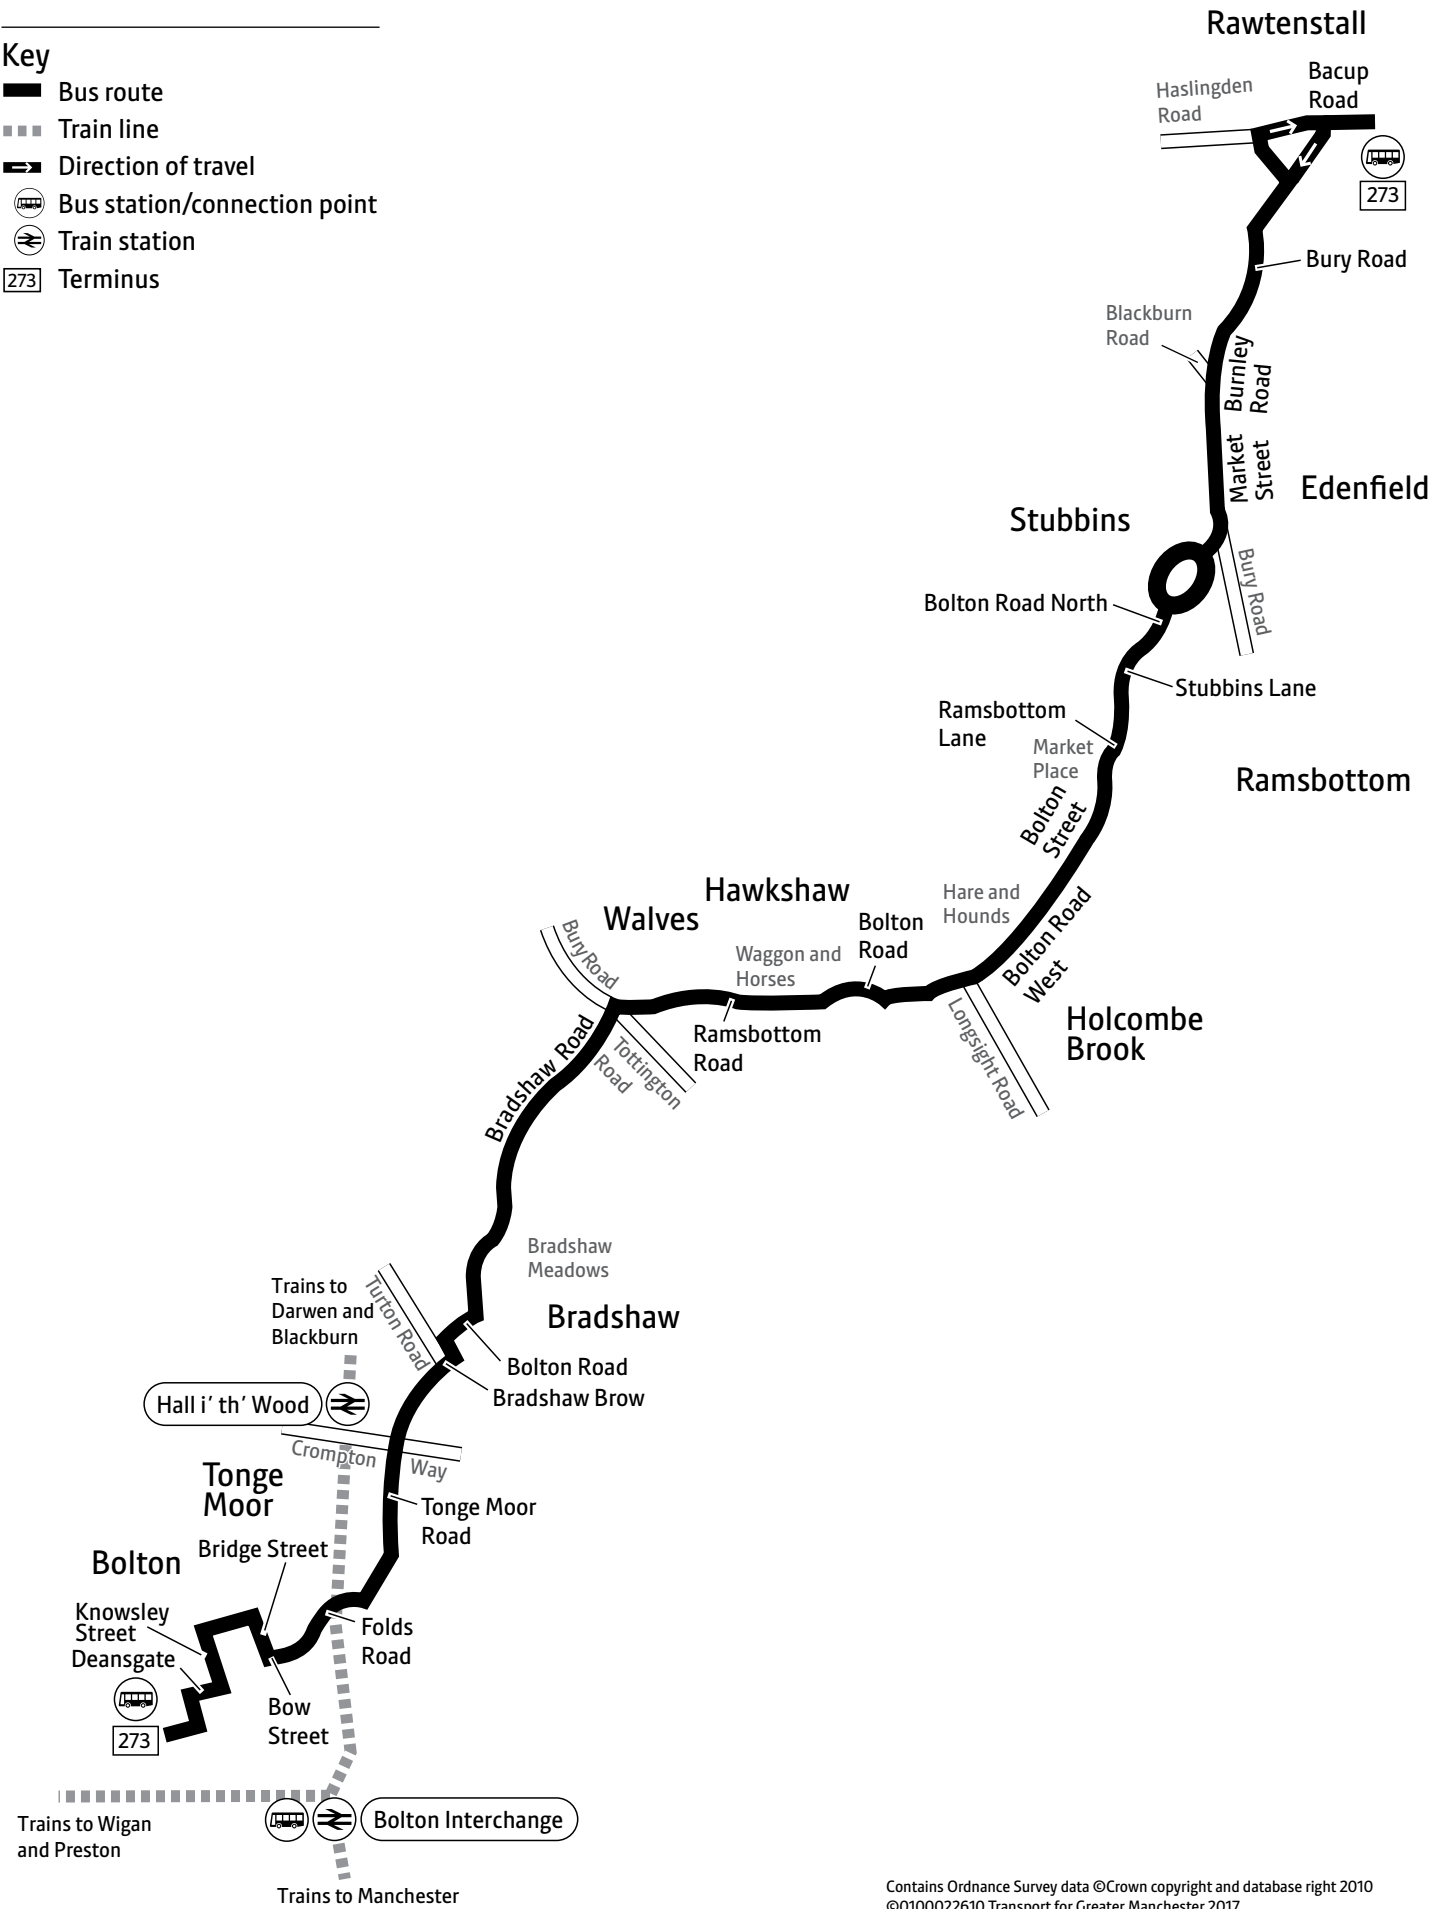 Rawtenstall
Key
Bus route
Train line
Direction of travel
Bus station/connection point
Train station
273 Terminus
Haslingden
Road
Bacup
Road
273
Bury Road
Blackburn
Road
Burnley
Road
Market
Street
Edenfield
Stubbins
Bury Road
Bolton Road North
Stubbins Lane
Ramsbottom
Lane
Market
Place
Ramsbottom
Bolton
Street
Hawkshaw
Hare and
Hounds
Walves
Bolton
Road
Bolton Road
West
Bury Road
Waggon and
Horses
Holcombe
Brook
Ramsbottom
Road
Longsight Road
Bradshaw Road
Tottington
Road
Bradshaw
Meadows
Trains to
Darwen and
Blackburn
Turton Road
Bradshaw
Bolton Road
Bradshaw Brow
Hall i’ th’ Wood
Crompton Way
Tonge
Moor
Tonge Moor
Road
Bridge Street
Bolton
Knowsley
Street
Deansgate
Folds
Road
Bow
Street
273
Bolton Interchange
Trains to Wigan
and Preston
Trains to Manchester
Contains Ordnance Survey data ©Crown copyright and database right 2010
©0100022610 Transport for Greater Manchester 2017